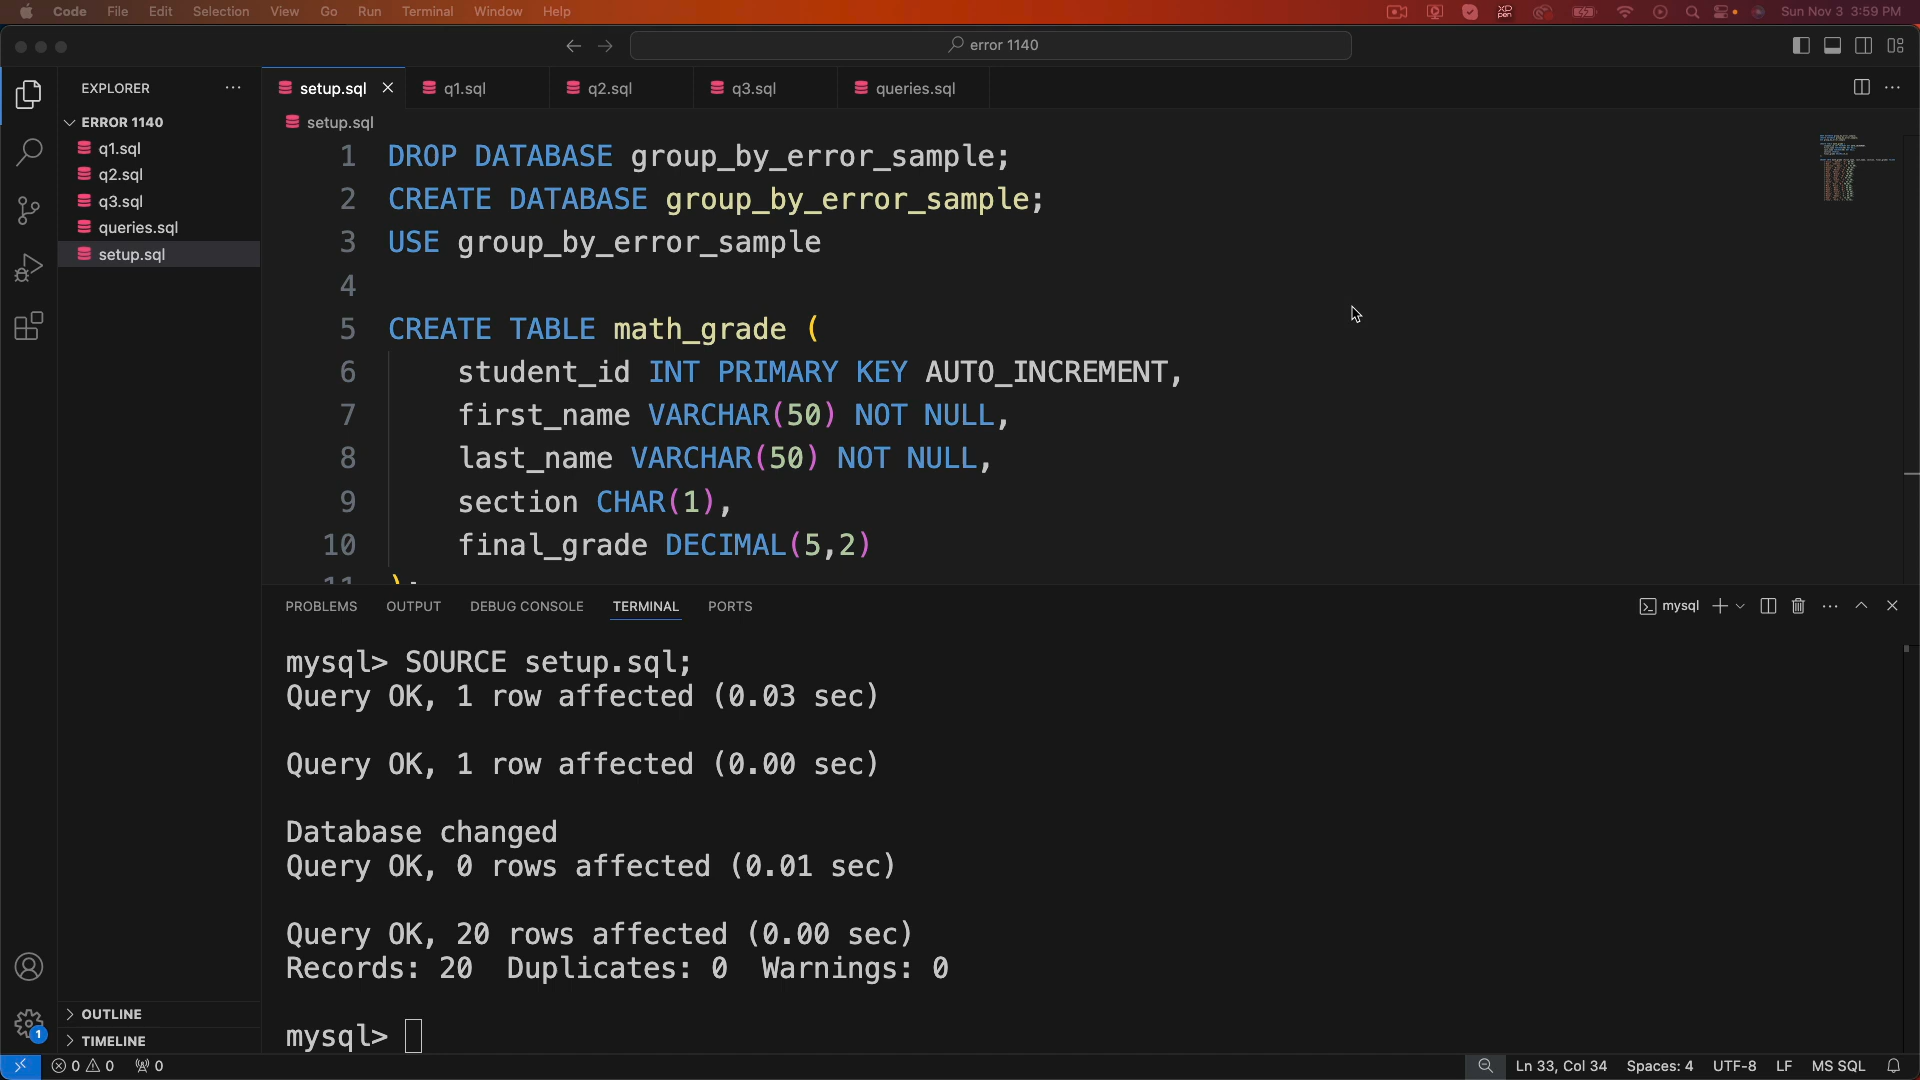 Code File Edit Selection View Go Run Terminal Window Help
XD pen
Sun Nov 3 3:59 PM
error 1140
EXPLORER
setup.sql
q1.sql
q2.sql
q3.sql
queries.sql
ERROR 1140
q1.sql
q2.sql
q3.sql
queries.sql
setup.sql
setup.sql
1 DROP DATABASE group_by_error_sample;
2 CREATE DATABASE group_by_error_sample;
3 USE group_by_error_sample
4
5 CREATE TABLE math_grade (
6 student_id INT PRIMARY KEY AUTO_INCREMENT,
7 first_name VARCHAR(50) NOT NULL,
8 last_name VARCHAR(50) NOT NULL,
9 section CHAR(1),
10 final_grade DECIMAL(5,2)
11 );
PROBLEMS OUTPUT DEBUG CONSOLE TERMINAL PORTS
mysql
mysql> SOURCE setup.sql;
Query OK, 1 row affected (0.03 sec)
Query OK, 1 row affected (0.00 sec)
Database changed
Query OK, 0 rows affected (0.01 sec)
Query OK, 20 rows affected (0.00 sec)
Records: 20 Duplicates: 0 Warnings: 0
mysql>
OUTLINE
TIMELINE
1
0 0 0
Ln 33, Col 34 Spaces: 4 UTF-8 LF MS SQL